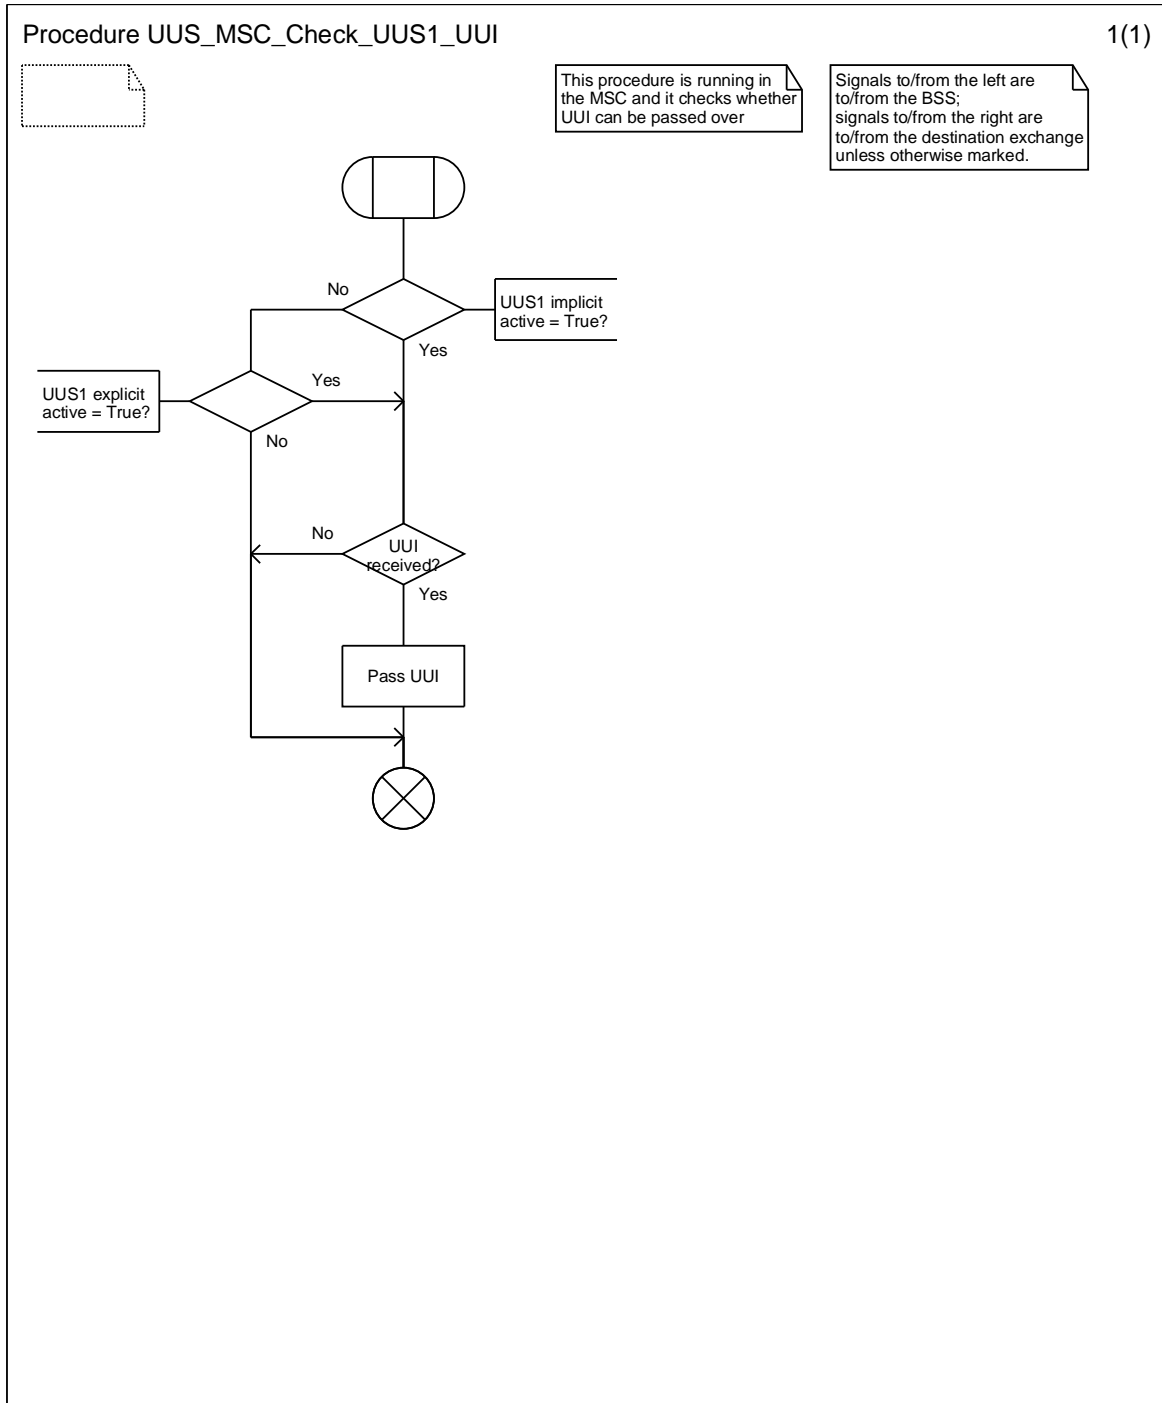 Procedure UUS_MSC_Check_UUS1_UUI
1(1)
This procedure is running in
the MSC and it checks whether
UUI can be passed over
Signals to/from the left are
to/from the BSS;
signals to/from the right are
to/from the destination exchange
unless otherwise marked.
No
UUS1 implicit
active = True?
Yes
UUS1 explicit
active = True?
Yes
No
No
UUI
received?
Yes
Pass UUI